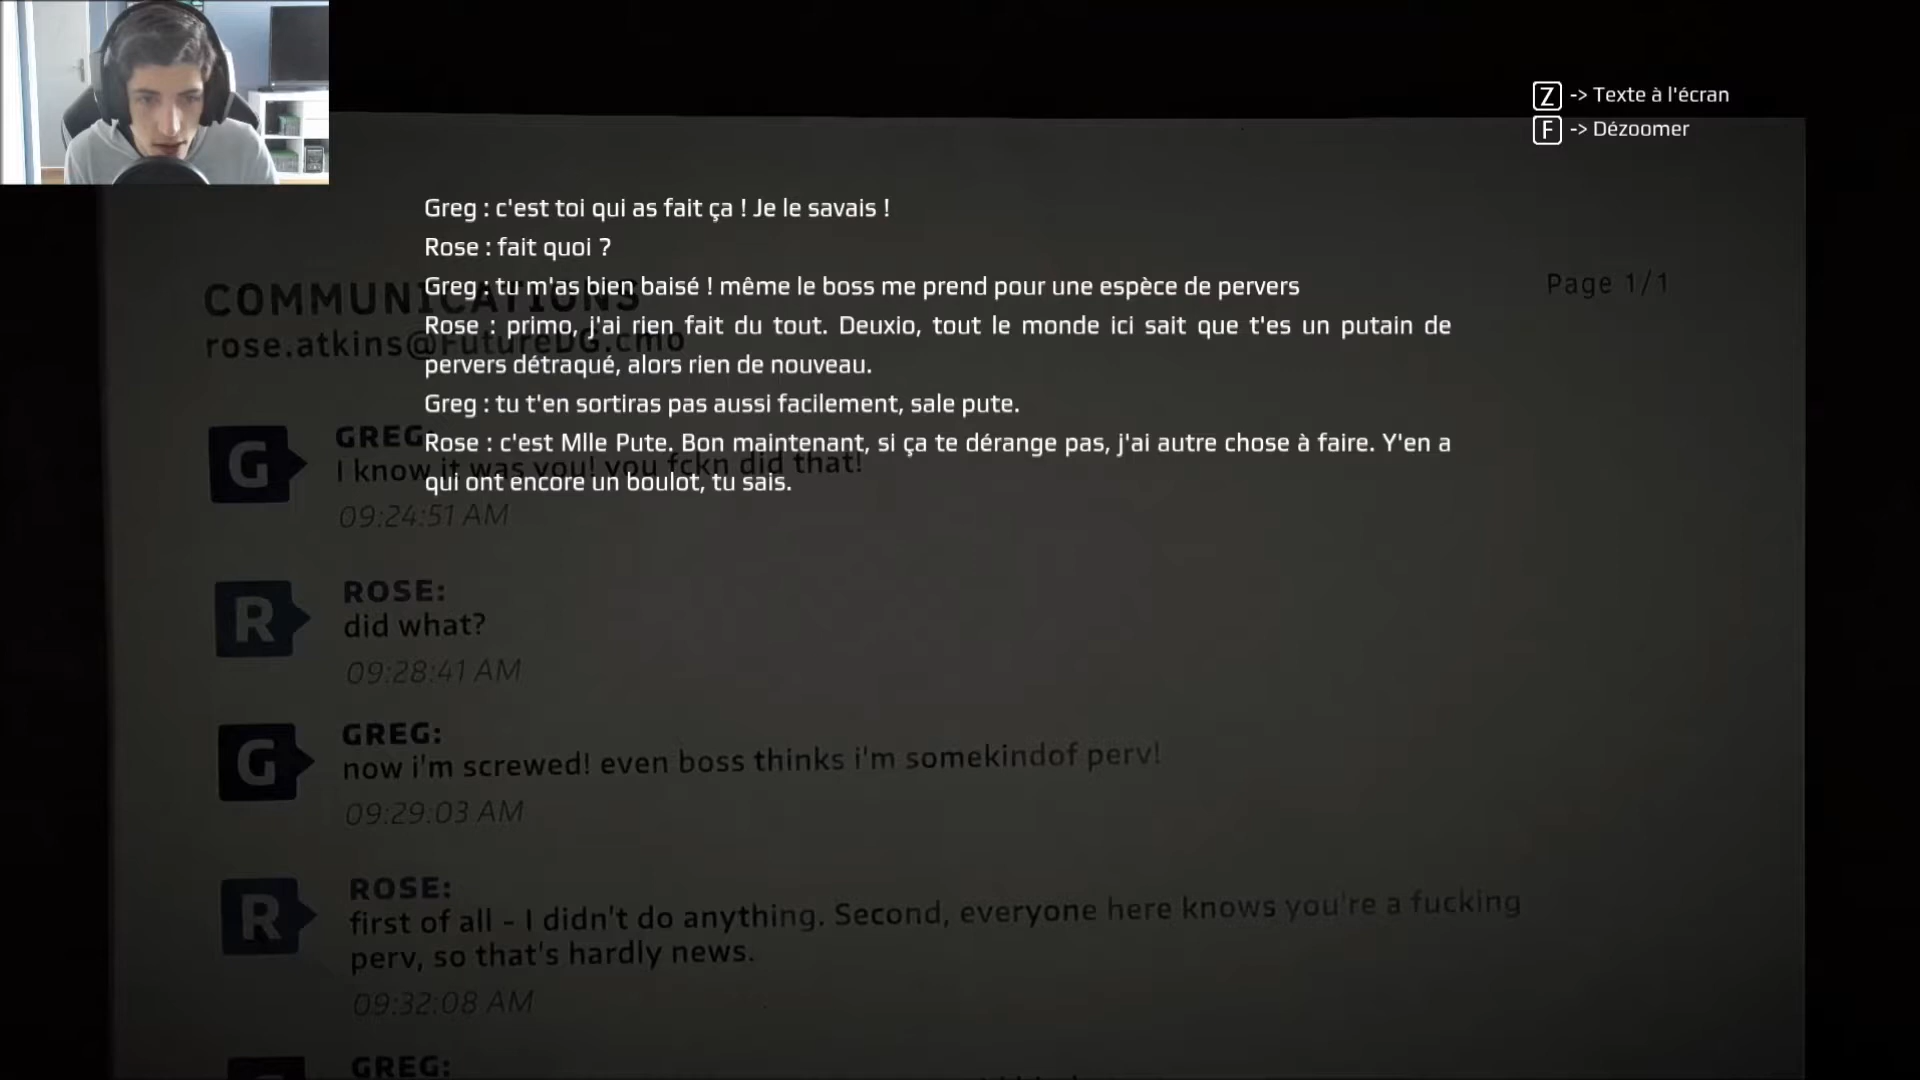 Z -> Texte à l'écran
F -> Dézoomer
Greg : c'est toi qui as fait ça ! Je le savais !
Rose : fait quoi ?
Greg : tu m'as bien baisé ! même le boss me prend pour une espèce de pervers
Rose : primo, j'ai rien fait du tout. Deuxio, tout le monde ici sait que t'es un putain de
pervers détraqué, alors rien de nouveau.
Greg : tu t'en sortiras pas aussi facilement, sale pute.
Rose : c'est Mlle Pute. Bon maintenant, si ça te dérange pas, j'ai autre chose à faire. Y'en a
qui ont encore un boulot, tu sais.
COMMUNICATIONS
Page 1/1
rose.atkins@FutureDG.cmo
G
GREG:
I know it was you! you fckn did that!
09:24:51 AM
R
ROSE:
did what?
09:28:41 AM
G
GREG:
now i'm screwed! even boss thinks i'm somekindof perv!
09:29:03 AM
R
ROSE:
first of all - I didn't do anything. Second, everyone here knows you're a fucking
perv, so that's hardly news.
09:32:08 AM
GREG: